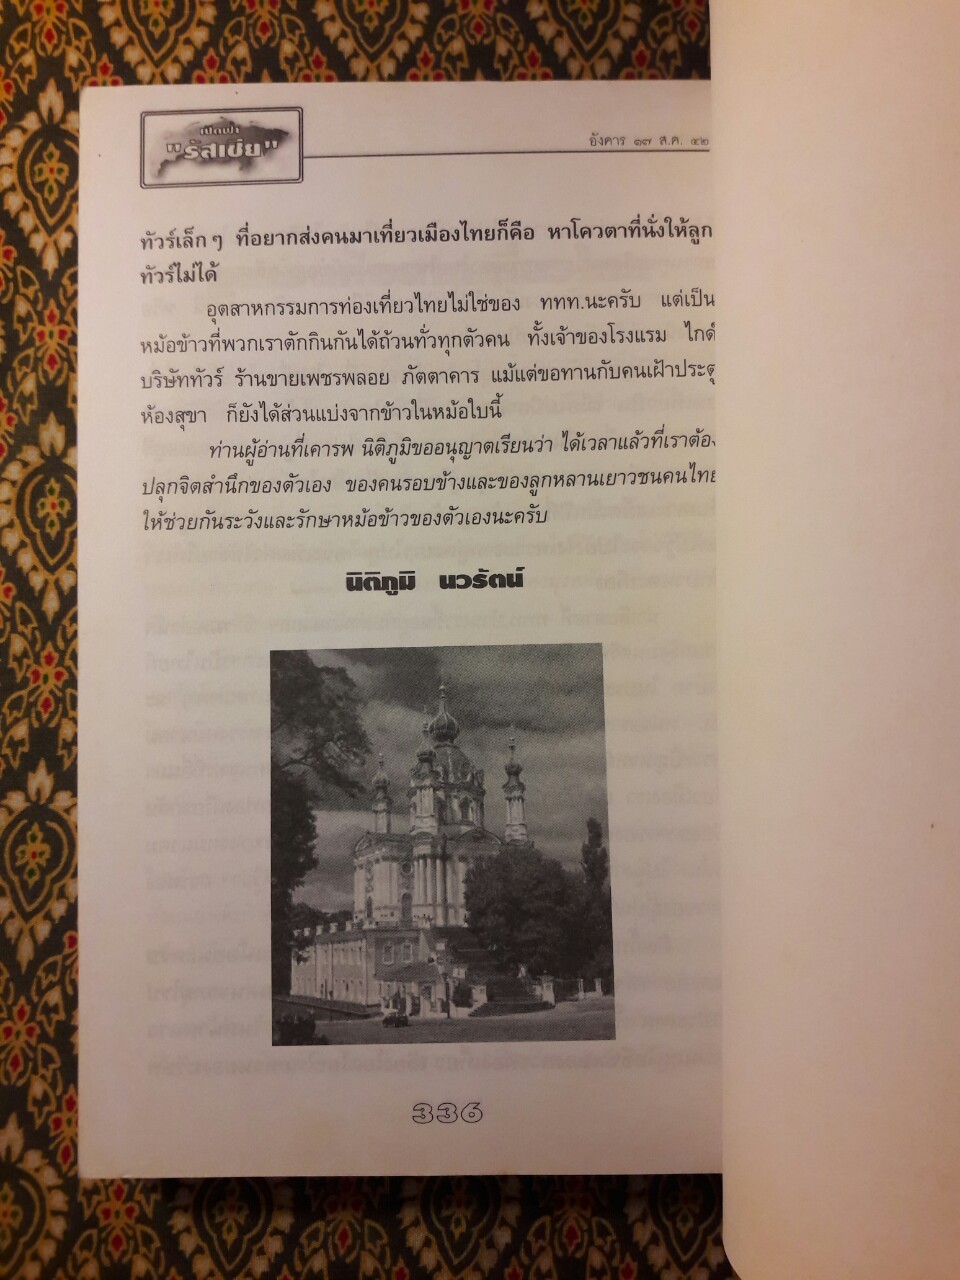 เปิดฟ้า
"รัสเซีย"
อังคาร ๑๗ ส.ค. ๔๒
ทัวร์เล็กๆ ที่อยากส่งคนมาเที่ยวเมืองไทยก็คือ หาโควตาที่นั่งให้ลูก
ทัวร์ไม่ได้
อุตสาหกรรมการท่องเที่ยวไทยไม่ใช่ของ ททท.นะครับ แต่เป็น
หม้อข้าวที่พวกเราตักกินกันได้ถ้วนทั่วทุกตัวคน ทั้งเจ้าของโรงแรม ไกด์
บริษัททัวร์ ร้านขายเพชรพลอย ภัตตาคาร แม้แต่ขอทานกับคนเฝ้าประตู
ห้องสุขา ก็ยังได้ส่วนแบ่งจากข้าวในหม้อใบนี้
ท่านผู้อ่านที่เคารพ นิติภูมิขออนุญาตเรียนว่า ได้เวลาแล้วที่เราต้อง
ปลุกจิตสำนึกของตัวเอง ของคนรอบข้างและของลูกหลานเยาวชนคนไทย
ให้ช่วยกันระวังและรักษาหม้อข้าวของตัวเองนะครับ
นิติภูมิ นวรัตน์
336